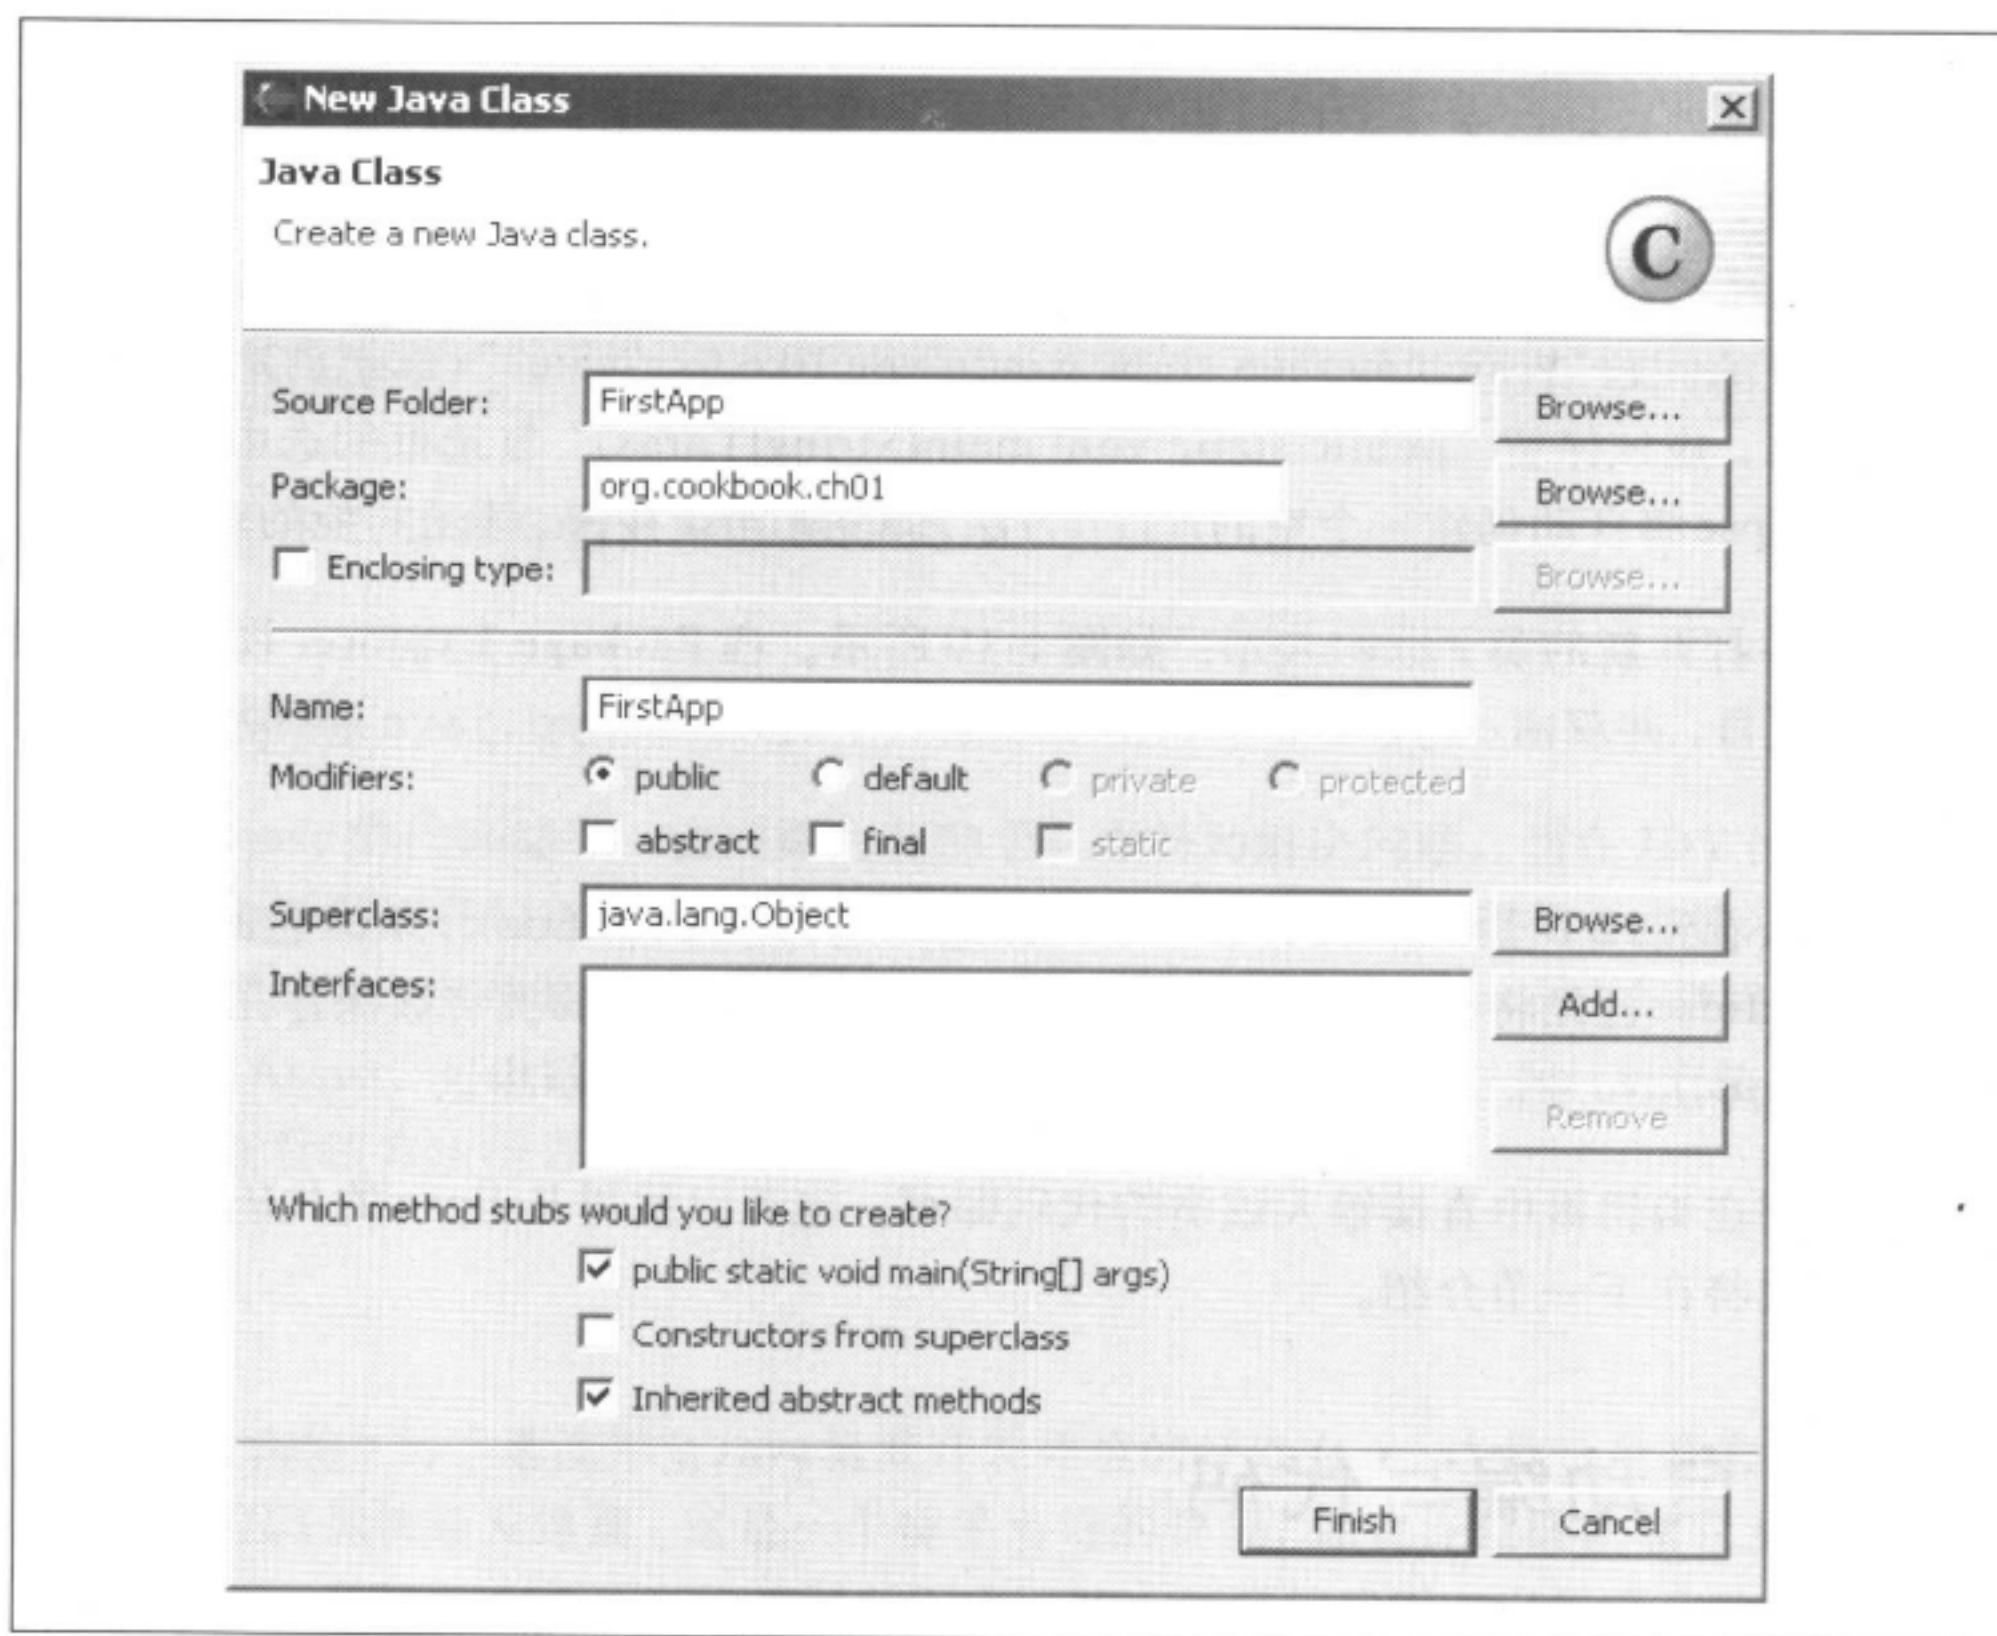 New Java Class
Java Class
Create a new Java class.
C
Source Folder: FirstApp Browse...
Package: org.cookbook.ch01 Browse...
Enclosing type: Browse...
Name: FirstApp
Modifiers: public default private protected
abstract final static
Superclass: java.lang.Object Browse...
Interfaces: Add...
Remove
Which method stubs would you like to create?
public static void main(String[] args)
Constructors from superclass
Inherited abstract methods
Finish Cancel